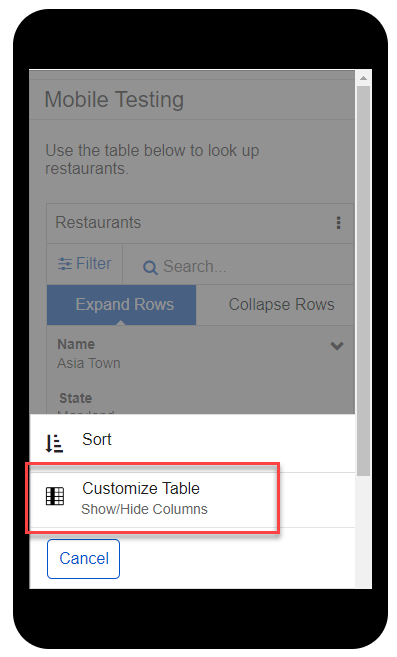 Mobile Testing
Use the table below to look up
restaurants.
Restaurants
Filter
Search...
Expand Rows
Collapse Rows
Name
Asia Town
State
Maryland
Sort
Customize Table
Show/Hide Columns
Cancel